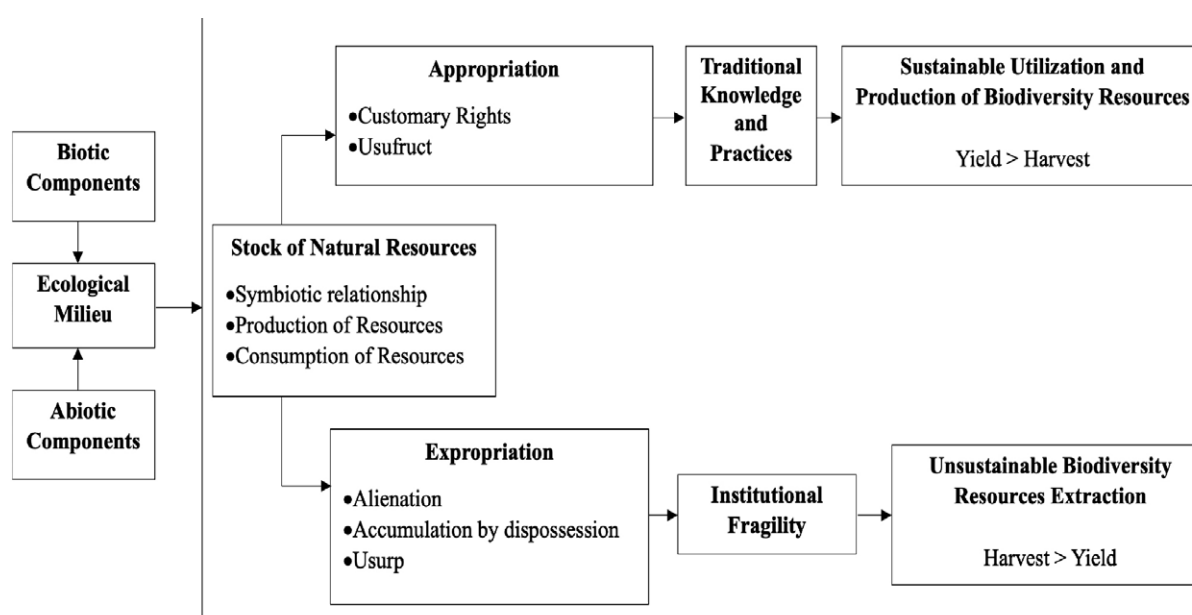 Biotic
Components
Ecological
Milieu
Abiotic
Components
Stock of Natural Resources
•Symbiotic relationship
•Production of Resources
•Consumption of Resources
Appropriation
•Customary Rights
•Usufruct
Traditional
Knowledge
and
Practices
Sustainable Utilization and
Production of Biodiversity Resources
Yield > Harvest
Expropriation
•Alienation
•Accumulation by dispossession
•Usurp
Institutional
Fragility
Unsustainable Biodiversity
Resources Extraction
Harvest > Yield